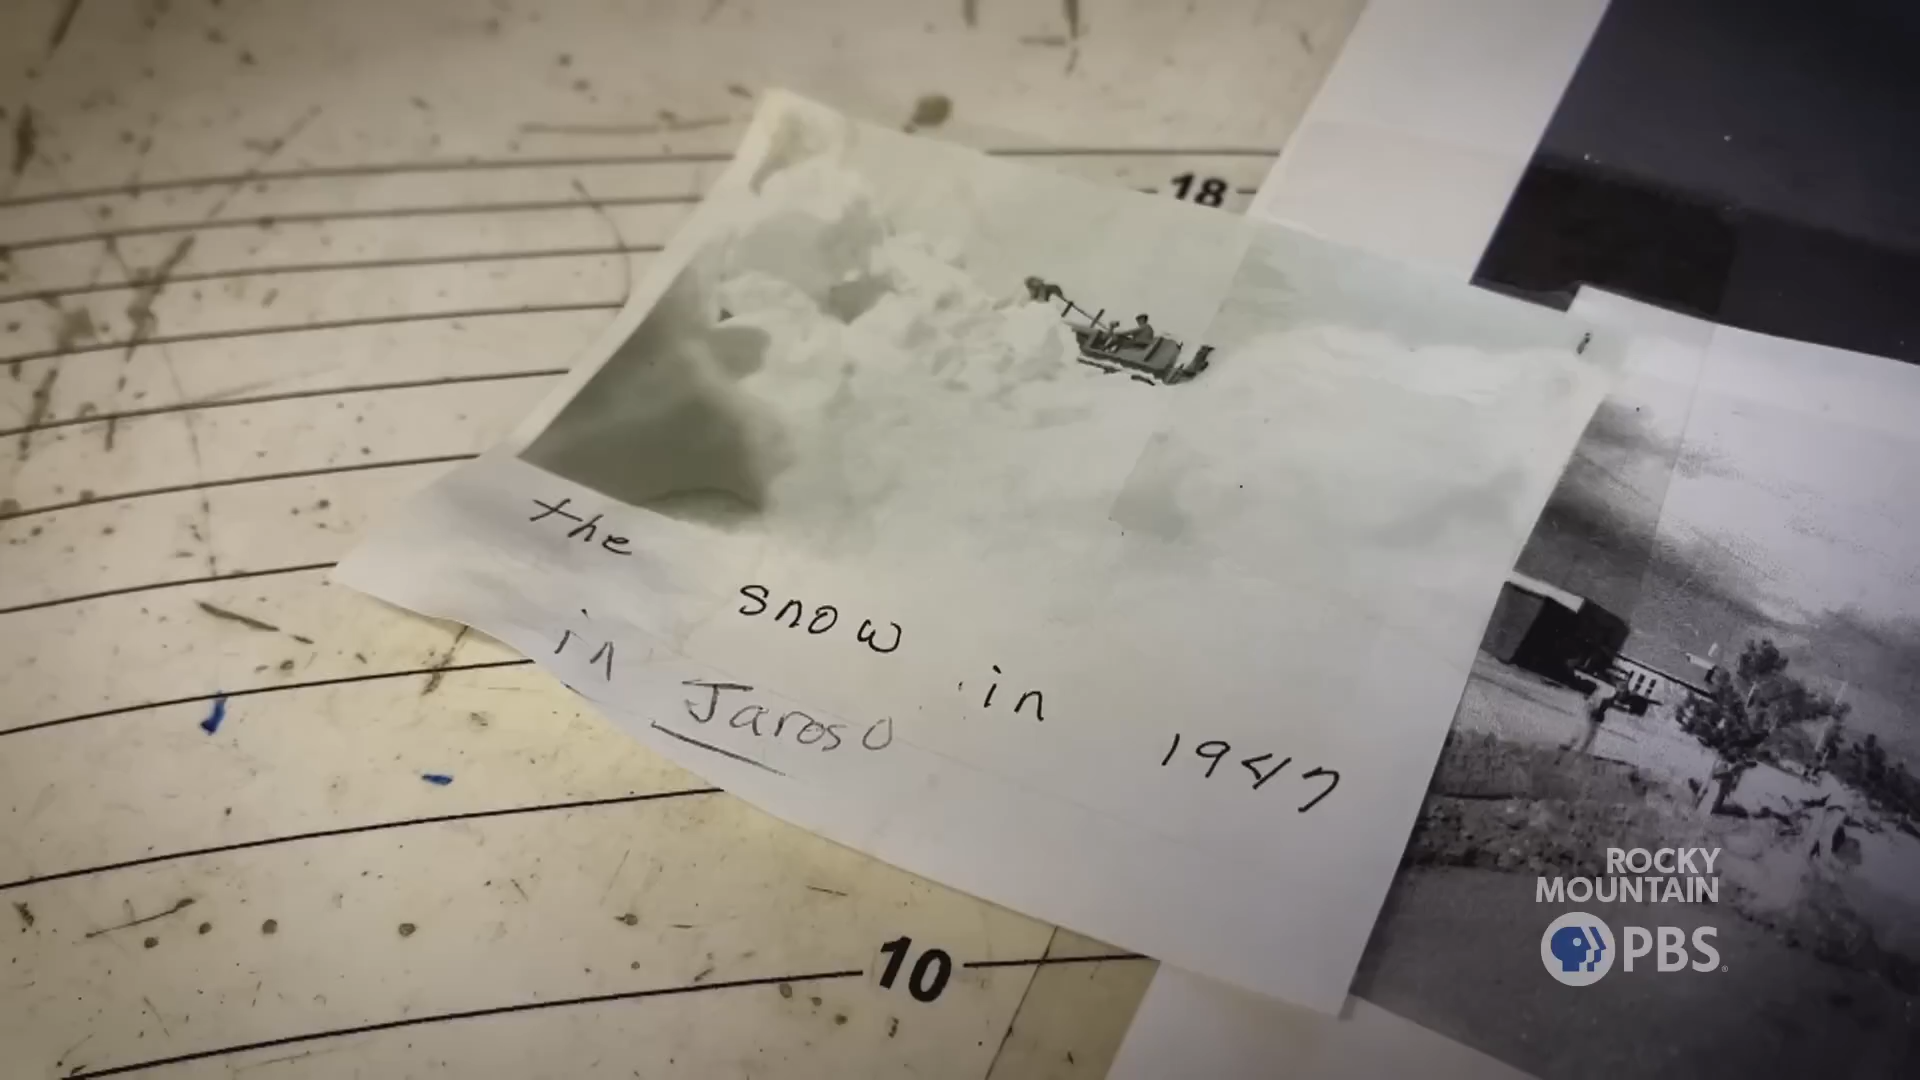 18
the snow in 1947
in Jaroso
10
ROCKY
MOUNTAIN
PBS